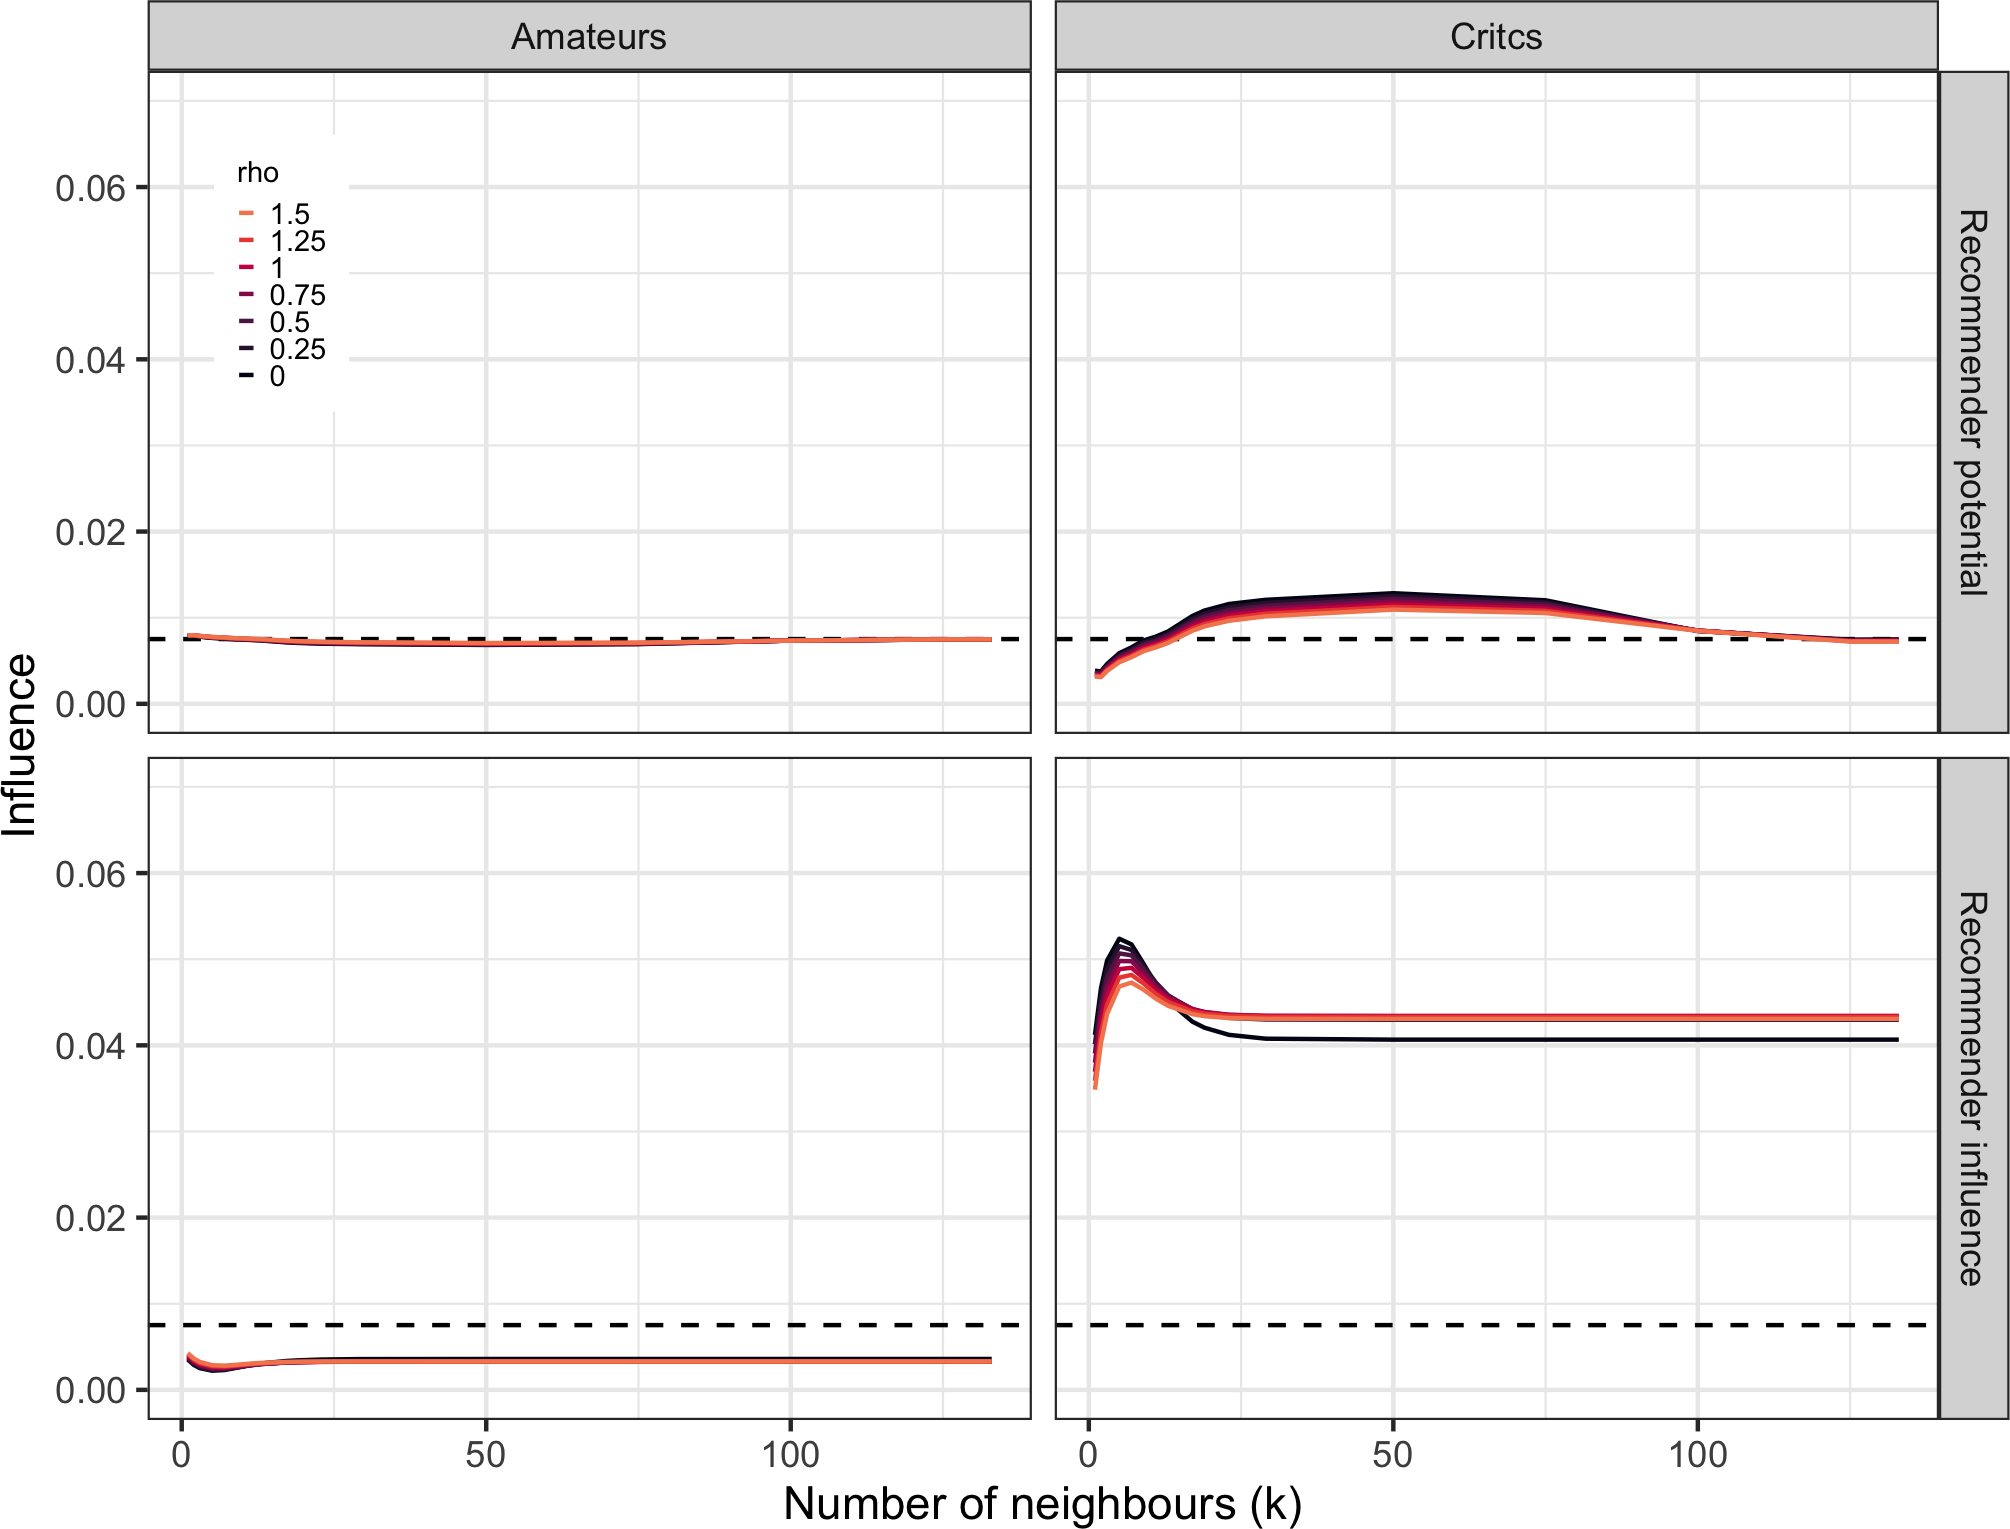 Amateurs
Critcs
rho
1.5
1.25
1
0.75
0.5
0.25
0
0.06
0.04
0.02
0.00
Recommender potential
Influence
0.06
0.04
0.02
0.00
Recommender influence
0 50 100
0 50 100
Number of neighbours (k)